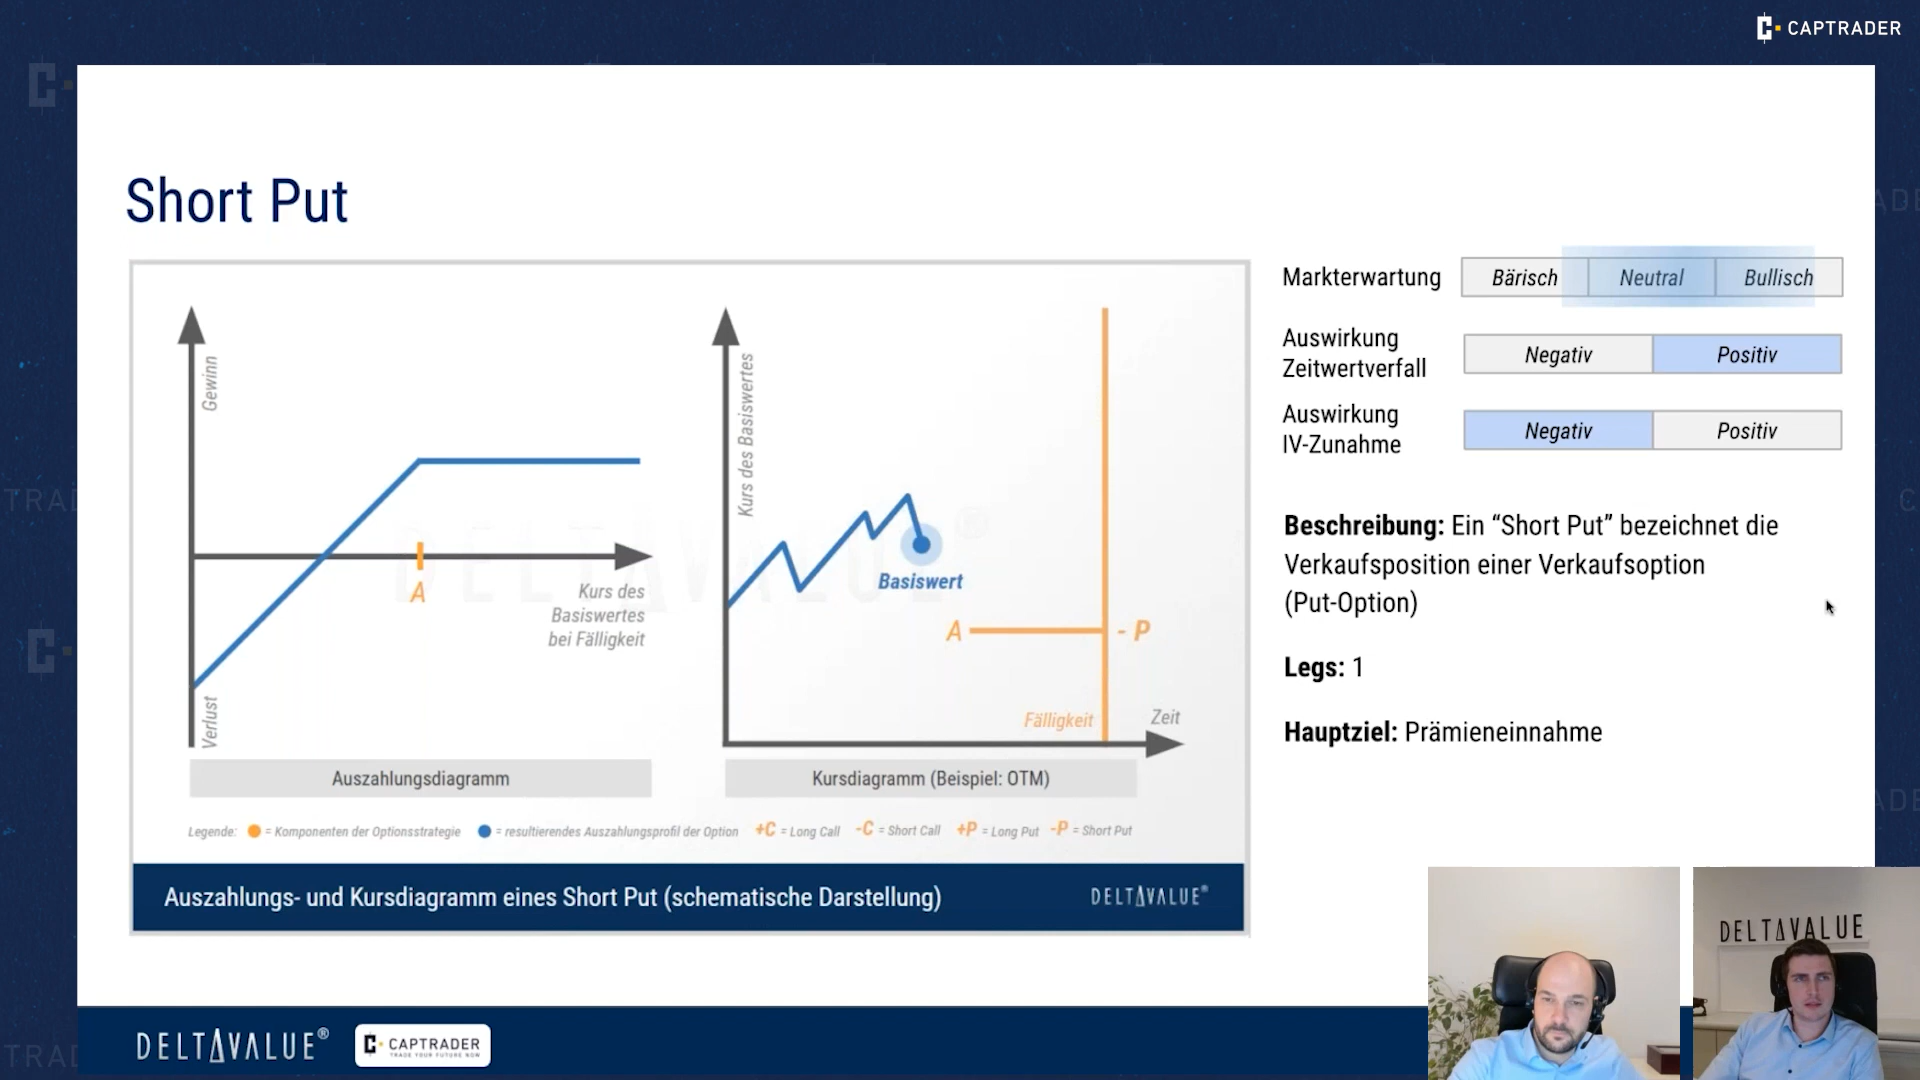 CAPTRADER
Short Put
Gewinn
Verlust
A
Kurs des
Basiswertes
bei Fälligkeit
Auszahlungsdiagramm
Kurs des Basiswertes
Basiswert
A
- P
Fälligkeit
Zeit
Kursdiagramm (Beispiel: OTM)
Legende: = Komponenten der Optionsstrategie = resultierendes Auszahlungsprofil der Option +C = Long Call -C = Short Call +P = Long Put -P = Short Put
Auszahlungs- und Kursdiagramm eines Short Put (schematische Darstellung)
DELTAVALUE®
Markterwartung
Bärisch Neutral Bullisch
Auswirkung
Zeitwertverfall
Negativ Positiv
Auswirkung
IV-Zunahme
Negativ Positiv
Beschreibung: Ein “Short Put” bezeichnet die
Verkaufsposition einer Verkaufsoption
(Put-Option)
Legs: 1
Hauptziel: Prämieneinnahme
DELTAVALUE
DELTAVALUE®
CAPTRADER
TRADE YOUR FUTURE NOW